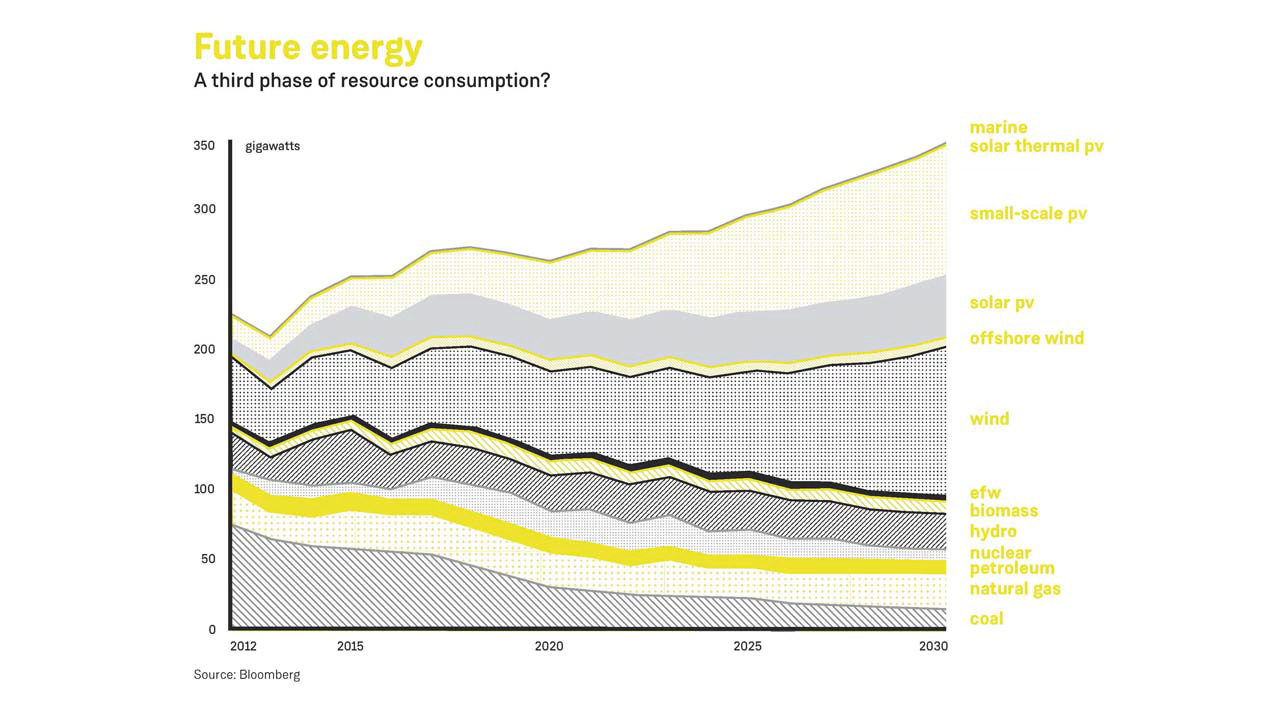 Future energy
A third phase of resource consumption?
350
gigawatts
300
250
200
150
100
50
0
2012
2015
2020
2025
2030
marine
solar thermal pv
small-scale pv
solar pv
offshore wind
wind
efw
biomass
hydro
nuclear
petroleum
natural gas
coal
Source: Bloomberg